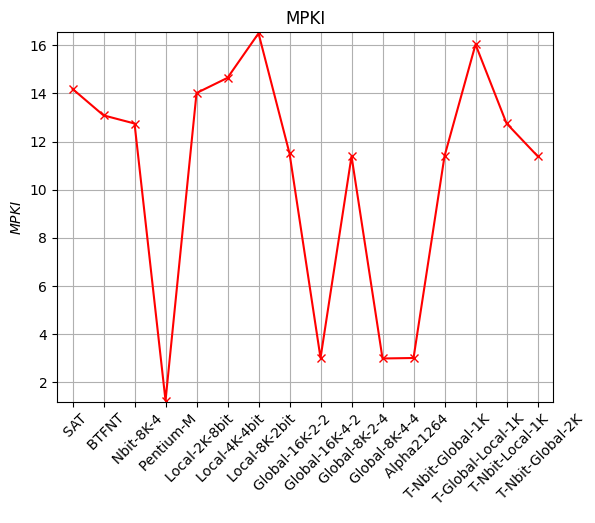 MPKI
MPKI
16
14
12
10
8
6
4
2
SAT
BTFNT
Nbit-8K-4
Pentium-M
Local-2K-8bit
Local-4K-4bit
Local-8K-2bit
Global-16K-2-2
Global-16K-4-2
Global-8K-2-4
Global-8K-4-4
Alpha21264
T-Nbit-Global-1K
T-Global-Local-1K
T-Nbit-Local-1K
T-Nbit-Global-2K